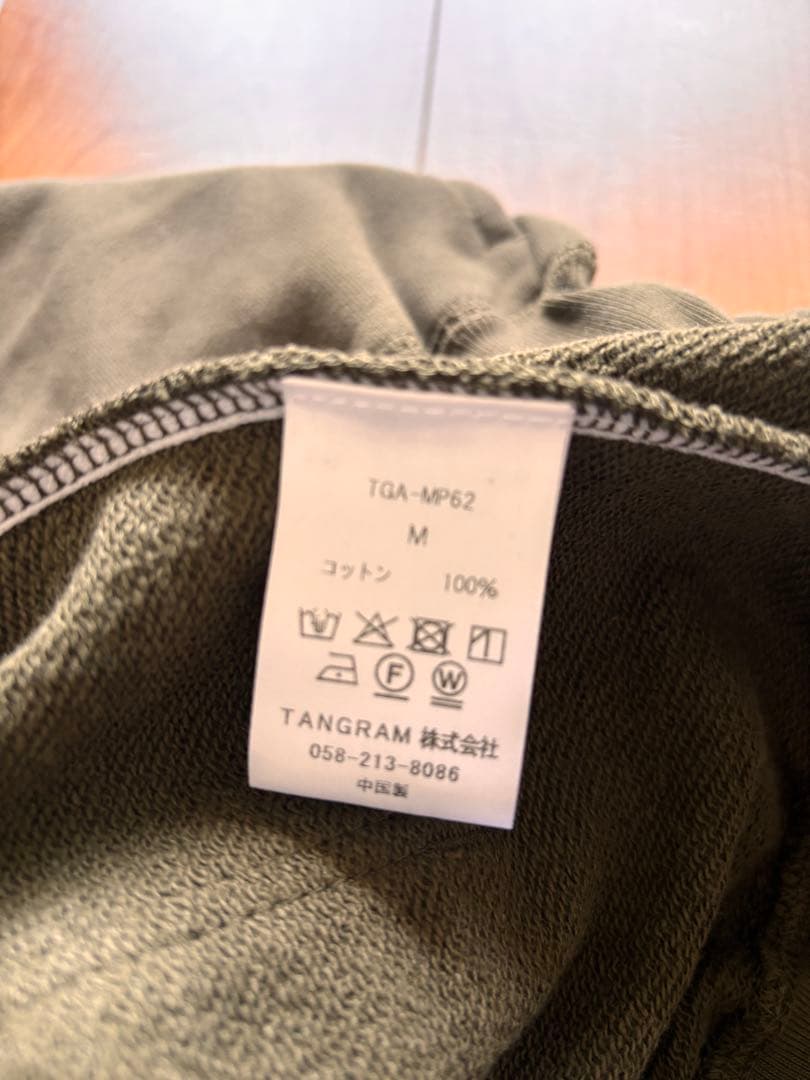 TGA-MP62
M
コットン 100%
F W
TANGRAM 株式会社
058-213-8086
中国製